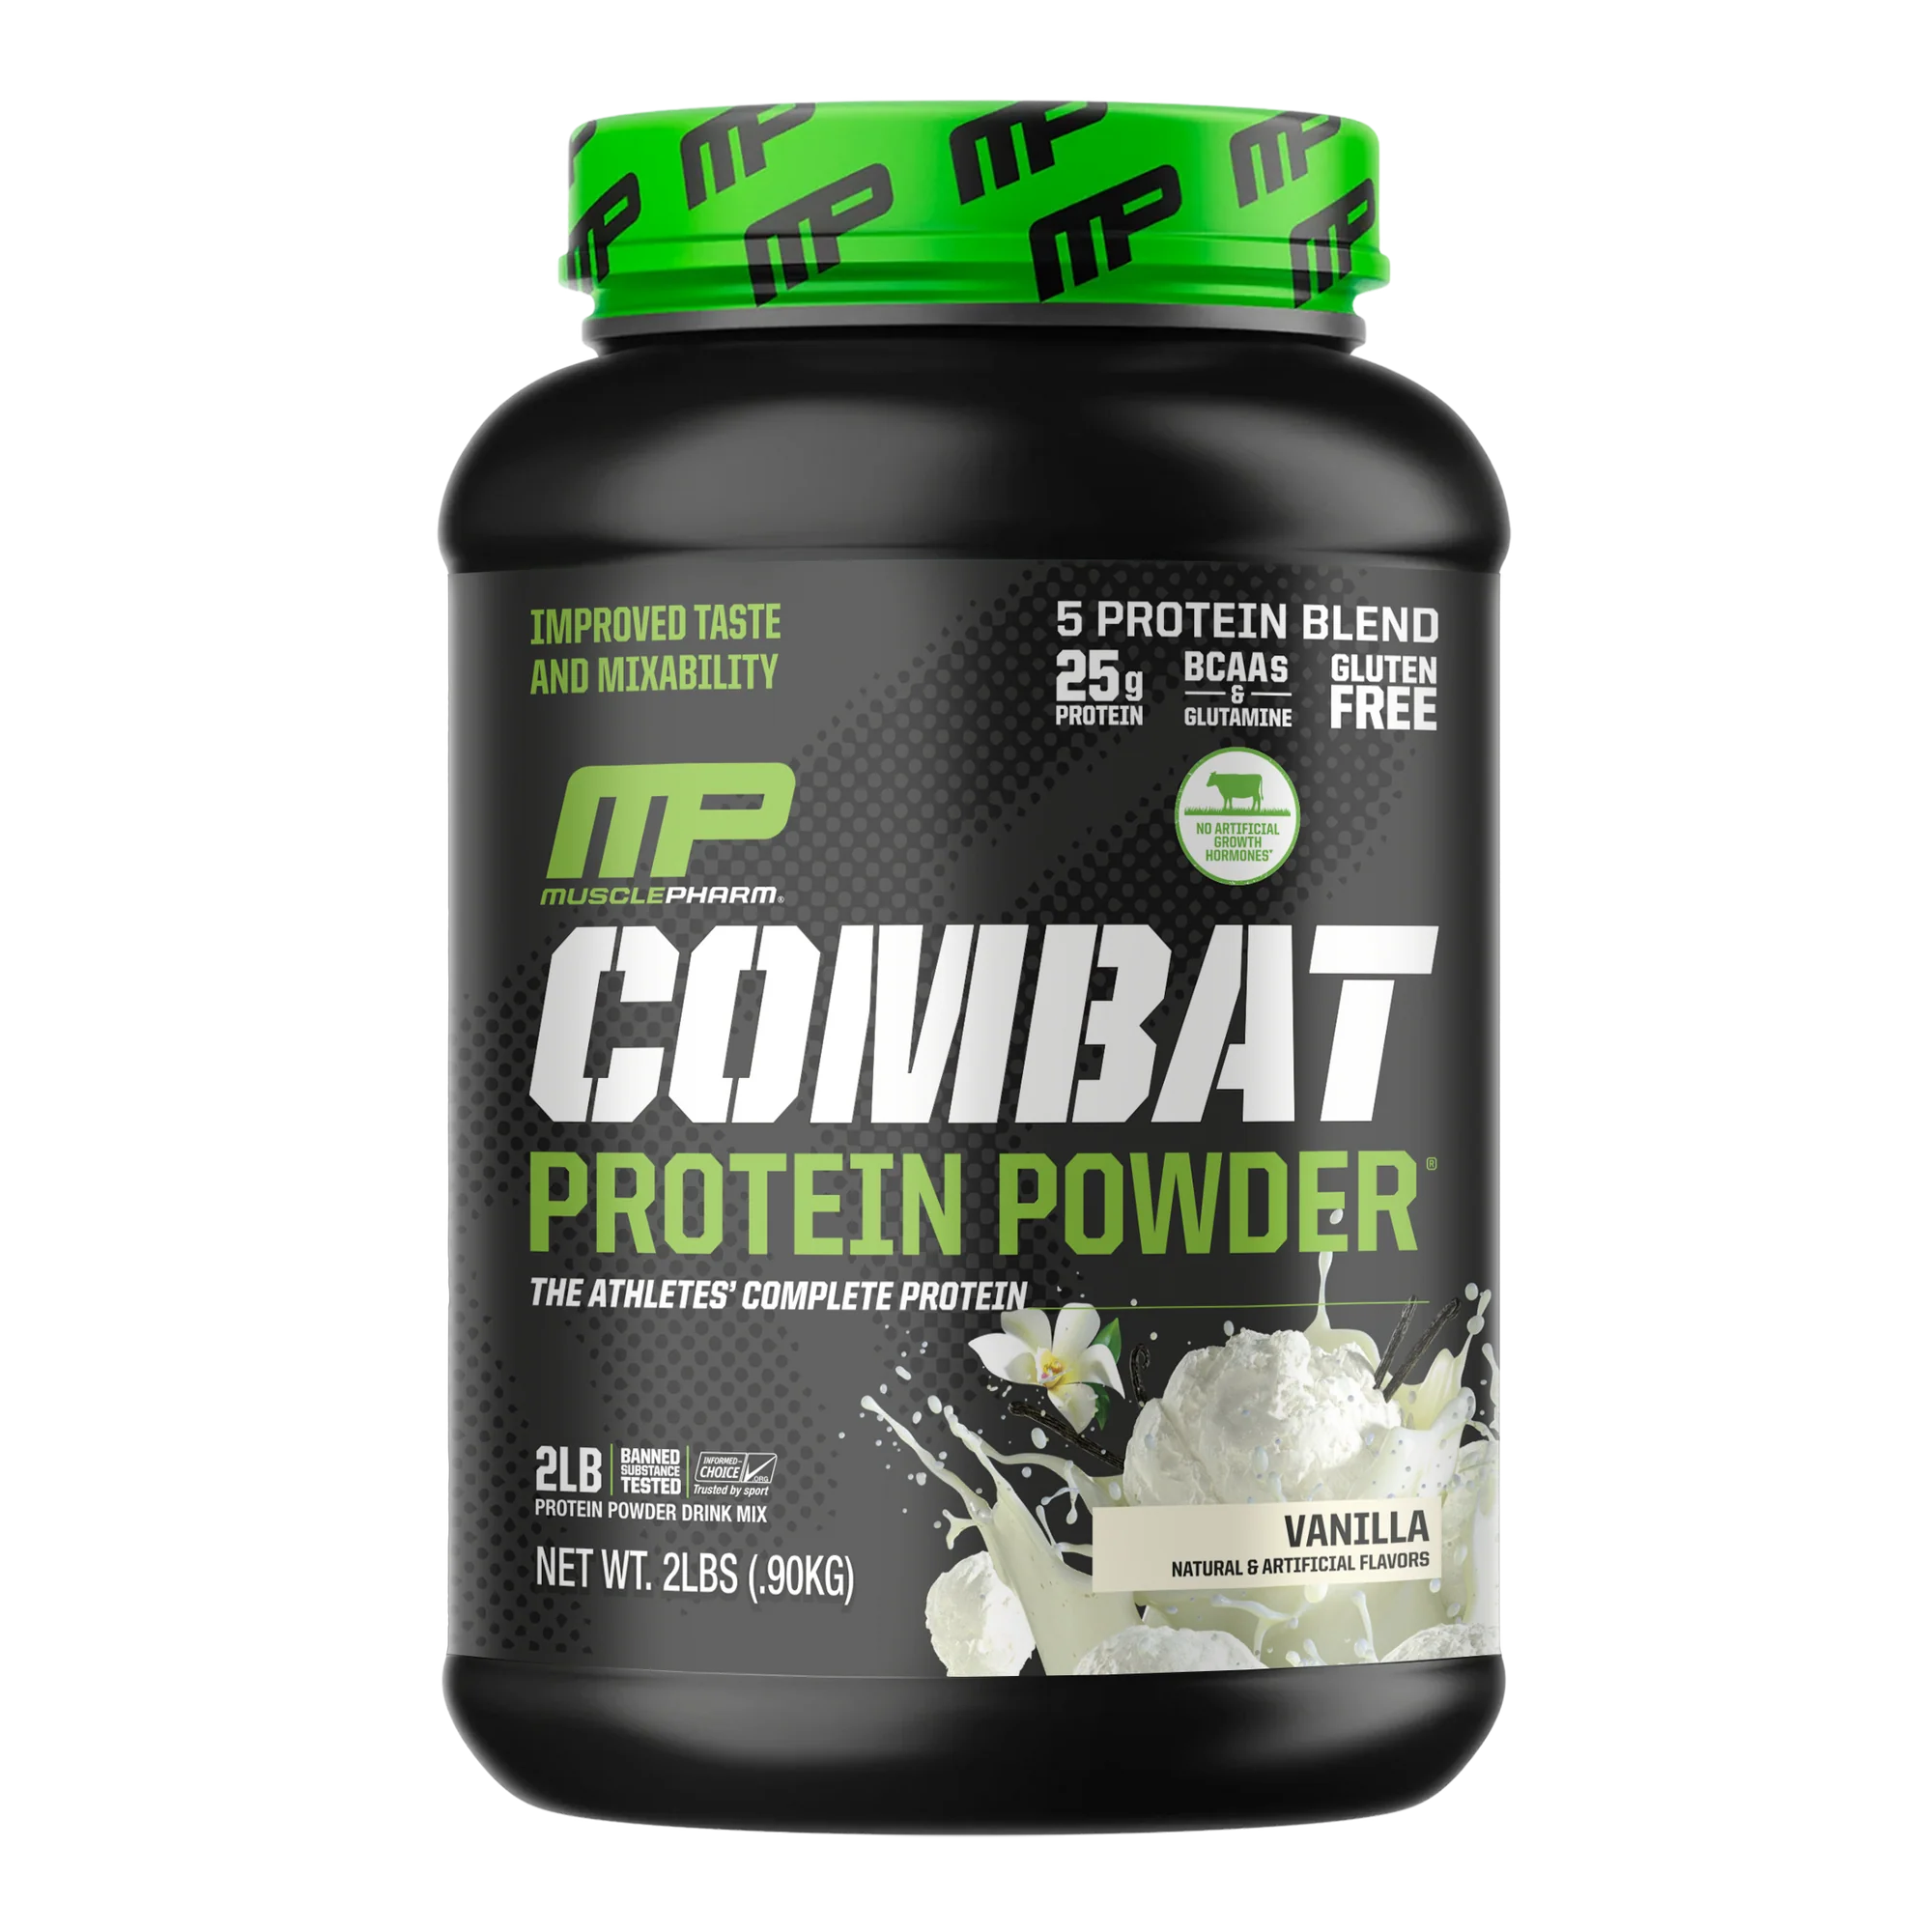 IMPROVED TASTE
AND MIXABILITY
5 PROTEIN BLEND
25g
PROTEIN
BCAAs
&
GLUTAMINE
GLUTEN
FREE
NO ARTIFICIAL
GROWTH
HORMONES*
MP
MUSCLEPHARM®
COMBAT
PROTEIN POWDER®
THE ATHLETES' COMPLETE PROTEIN
2LB
BANNED
SUBSTANCE
TESTED
INFORMED-
CHOICE
.ORG
Trusted by sport
PROTEIN POWDER DRINK MIX
NET WT. 2LBS (.90KG)
VANILLA
NATURAL & ARTIFICIAL FLAVORS